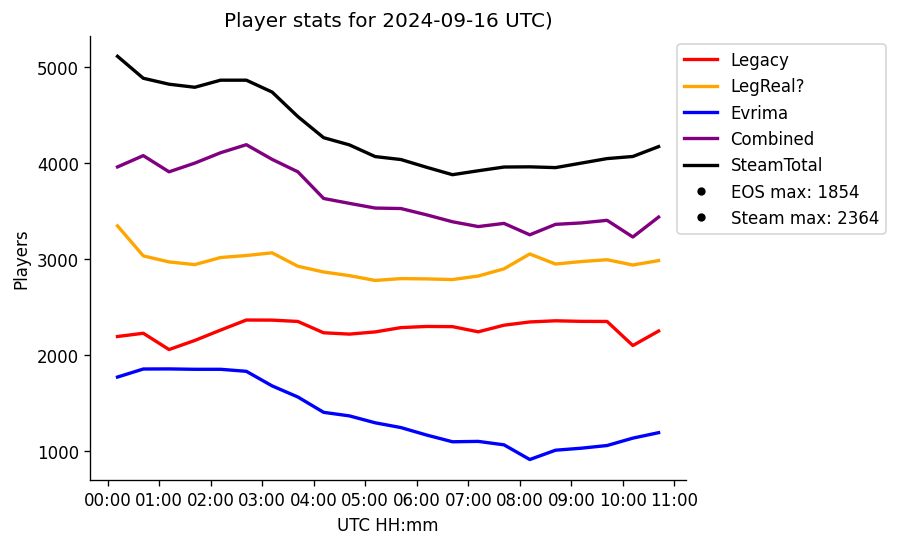 Player stats for 2024-09-16 UTC)
Legacy
LegReal?
Evrima
Combined
SteamTotal
EOS max: 1854
Steam max: 2364
Players
5000
4000
3000
2000
1000
00:00 01:00 02:00 03:00 04:00 05:00 06:00 07:00 08:00 09:00 10:00 11:00
UTC HH:mm